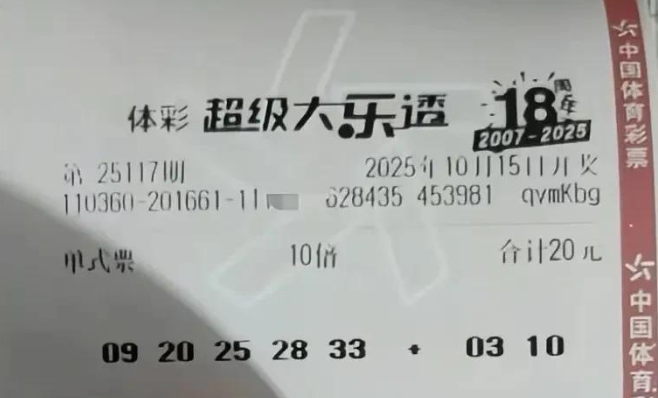 体彩 超级大乐透 18周年 2007-2025
第 25117期 2025年10月15日开奖
110360-201661-11 628435 453981 qvmKbg
单式票 10倍 合计20元
09 20 25 28 33 + 03 10
中国体育彩票
中国体育彩